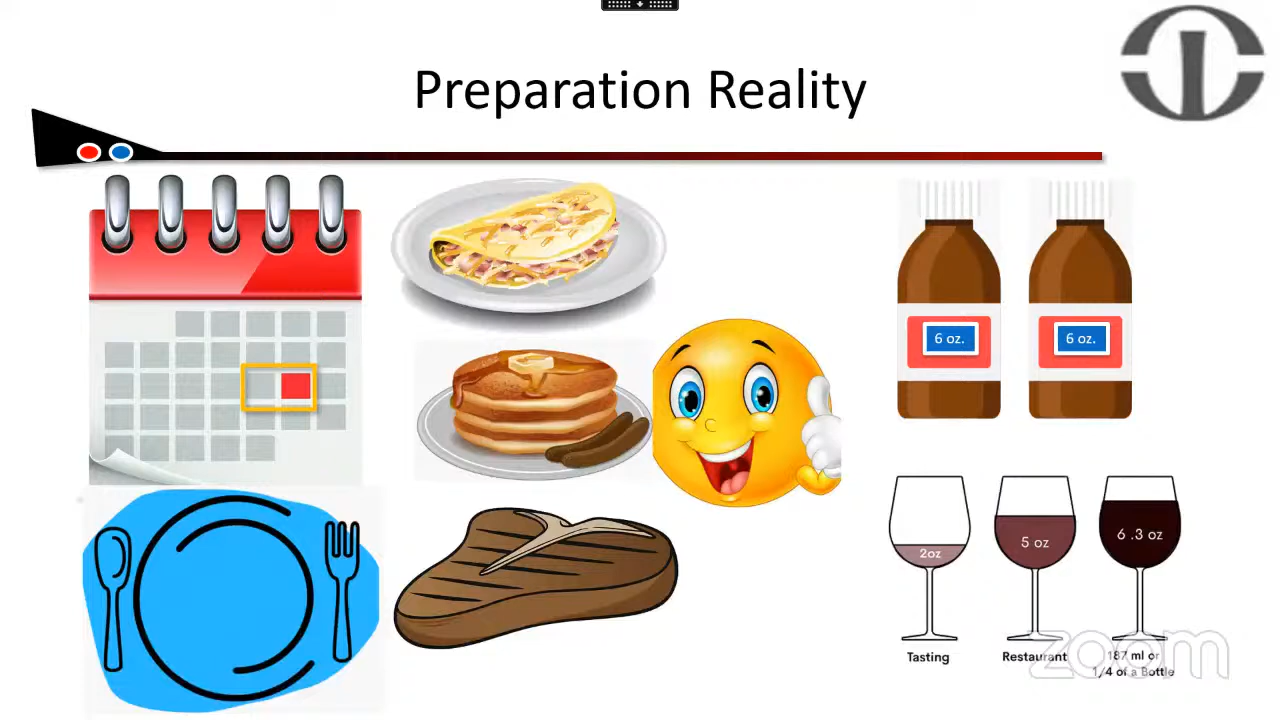 Preparation Reality
6 oz.
6 oz.
2oz
5 oz
6 .3 oz
Tasting
Restaurant
187 ml or
1/4 of a Bottle
zoom